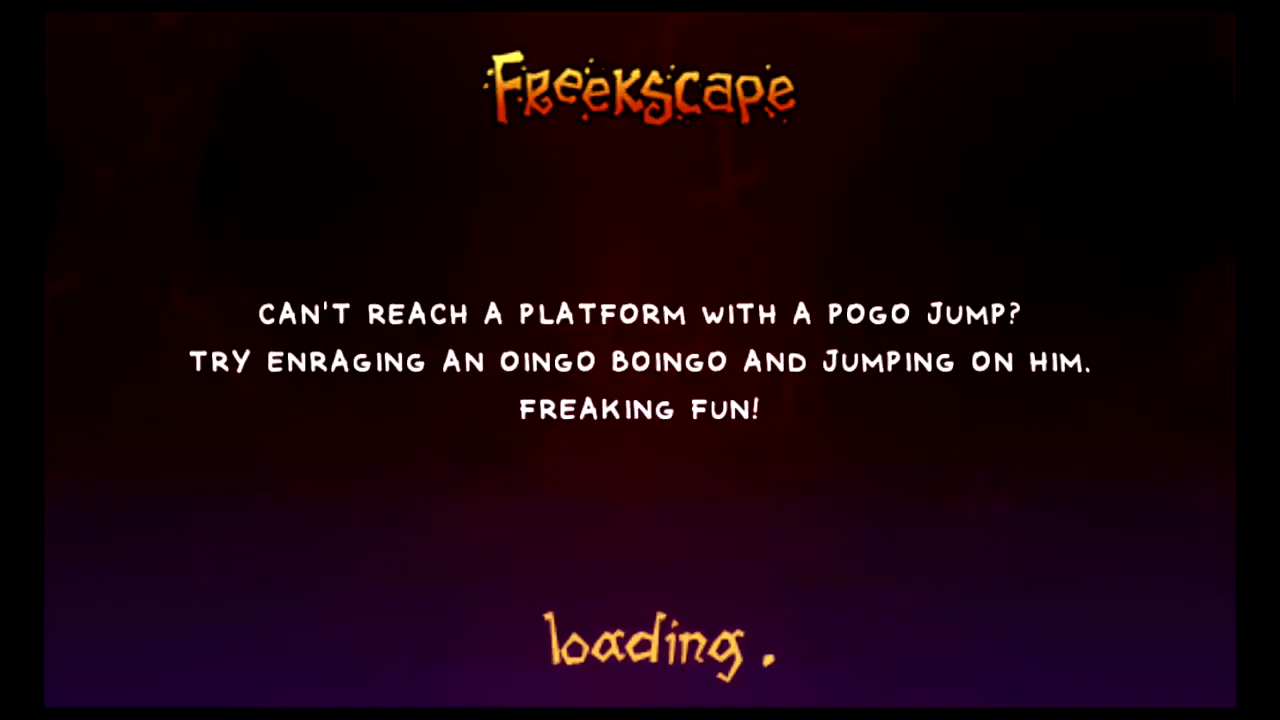 Freekscape
CAN'T REACH A PLATFORM WITH A POGO JUMP?
TRY ENRAGING AN OINGO BOINGO AND JUMPING ON HIM.
FREAKING FUN!
loading .